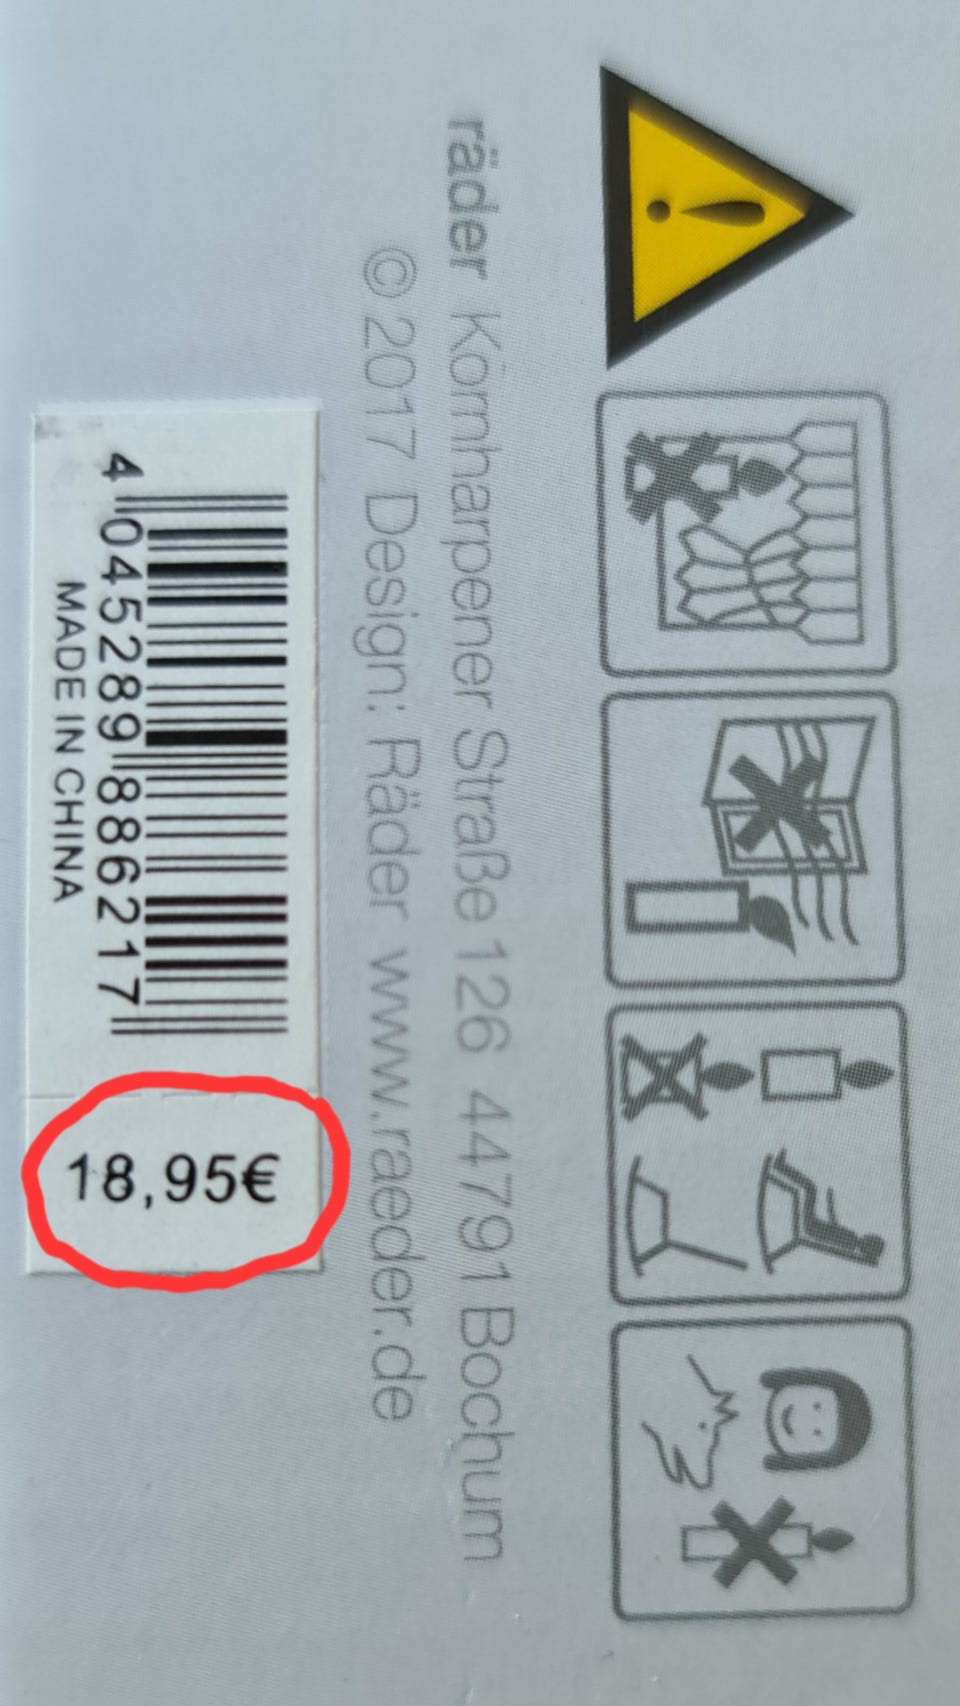 räder Kornharpener Straße 126 44791 Bochum
©2017 Design: Räder www.raeder.de
4 045289 886217
MADE IN CHINA
18,95€